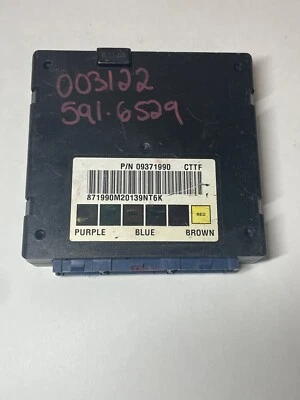 003122
591-6529
P/N 09371990 CTTF
871990M20139NT6K
RED
PURPLE BLUE BROWN